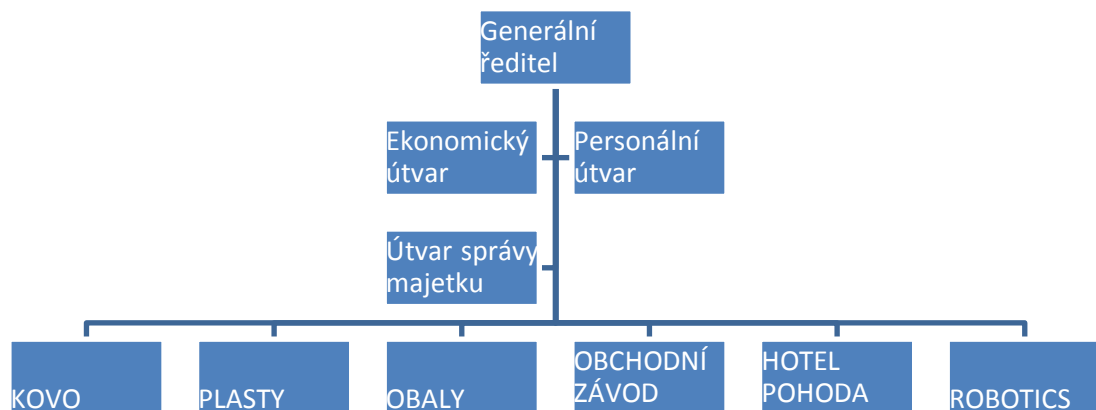 Generální
ředitel
Ekonomický
útvar
Personální
útvar
Útvar správy
majetku
KOVO
PLASTY
OBALY
OBCHODNÍ
ZÁVOD
HOTEL
POHODA
ROBOTICS